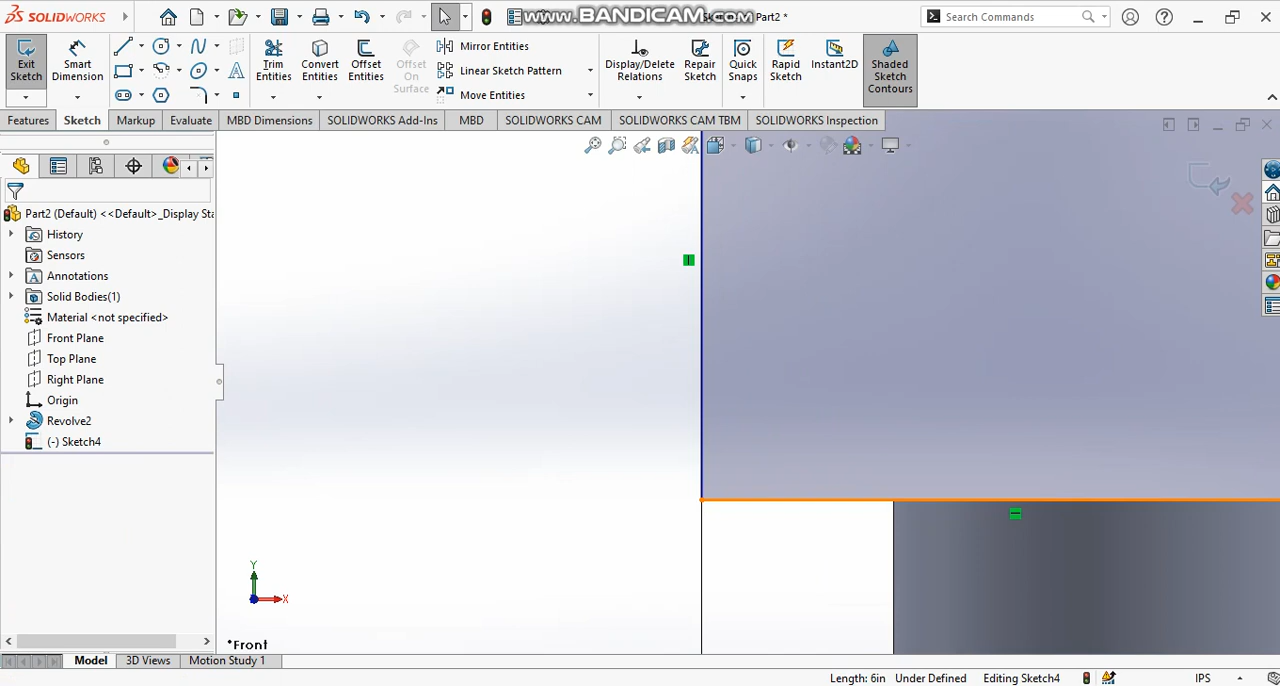 SOLIDWORKS
www.BANDICAM.com
Part2 *
Search Commands
Exit Sketch
Smart Dimension
Trim Entities
Convert Entities
Offset Entities
Offset On Surface
Mirror Entities
Linear Sketch Pattern
Move Entities
Display/Delete Relations
Repair Sketch
Quick Snaps
Rapid Sketch
Instant2D
Shaded Sketch Contours
Features
Sketch
Markup
Evaluate
MBD Dimensions
SOLIDWORKS Add-Ins
MBD
SOLIDWORKS CAM
SOLIDWORKS CAM TBM
SOLIDWORKS Inspection
Part2 (Default) <<Default>_Display Sta
History
Sensors
Annotations
Solid Bodies(1)
Material <not specified>
Front Plane
Top Plane
Right Plane
Origin
Revolve2
(-) Sketch4
Y
X
*Front
Model
3D Views
Motion Study 1
Length: 6in
Under Defined
Editing Sketch4
IPS